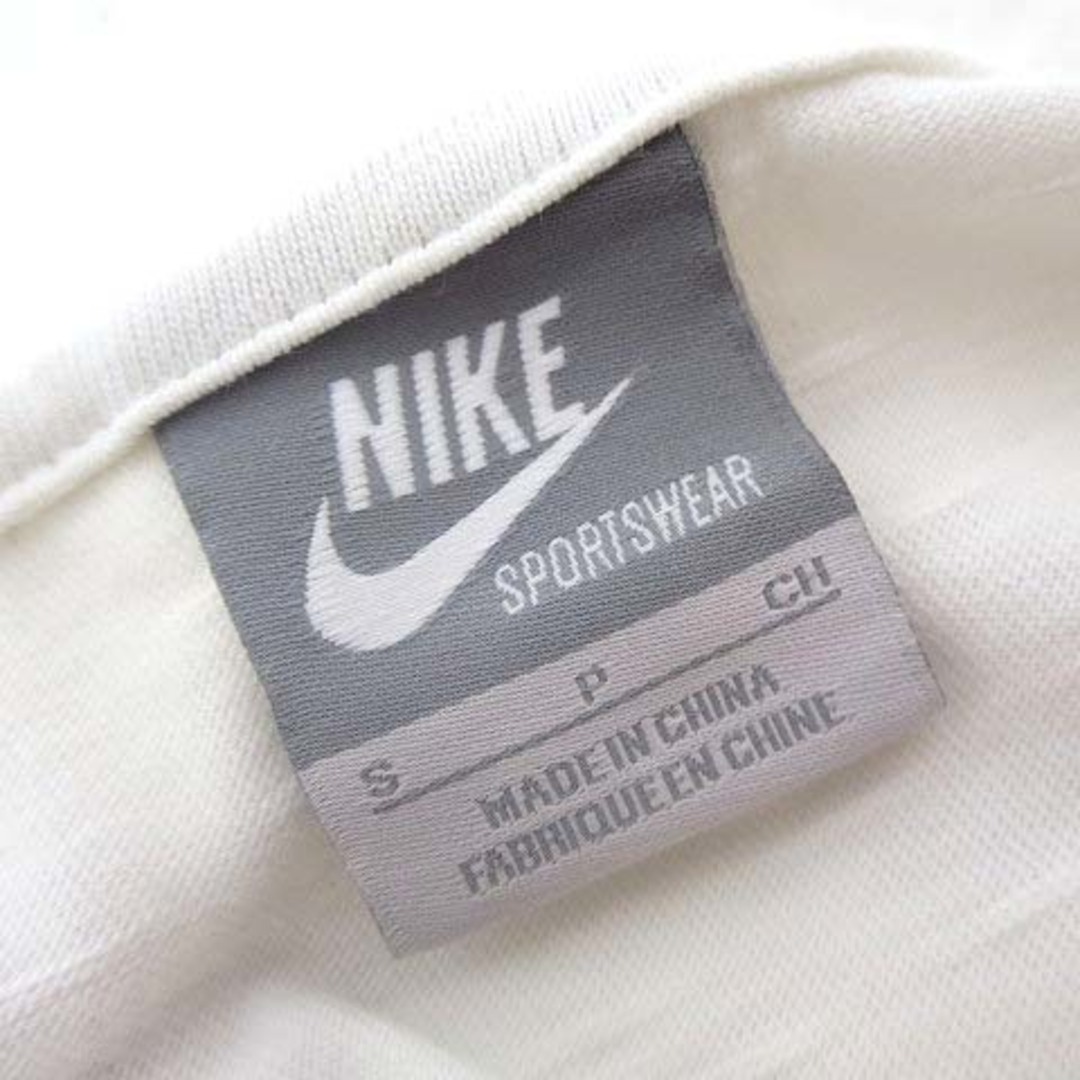 NIKE
SPORTSWEAR
S P CH
MADE IN CHINA
FABRIQUE EN CHINE